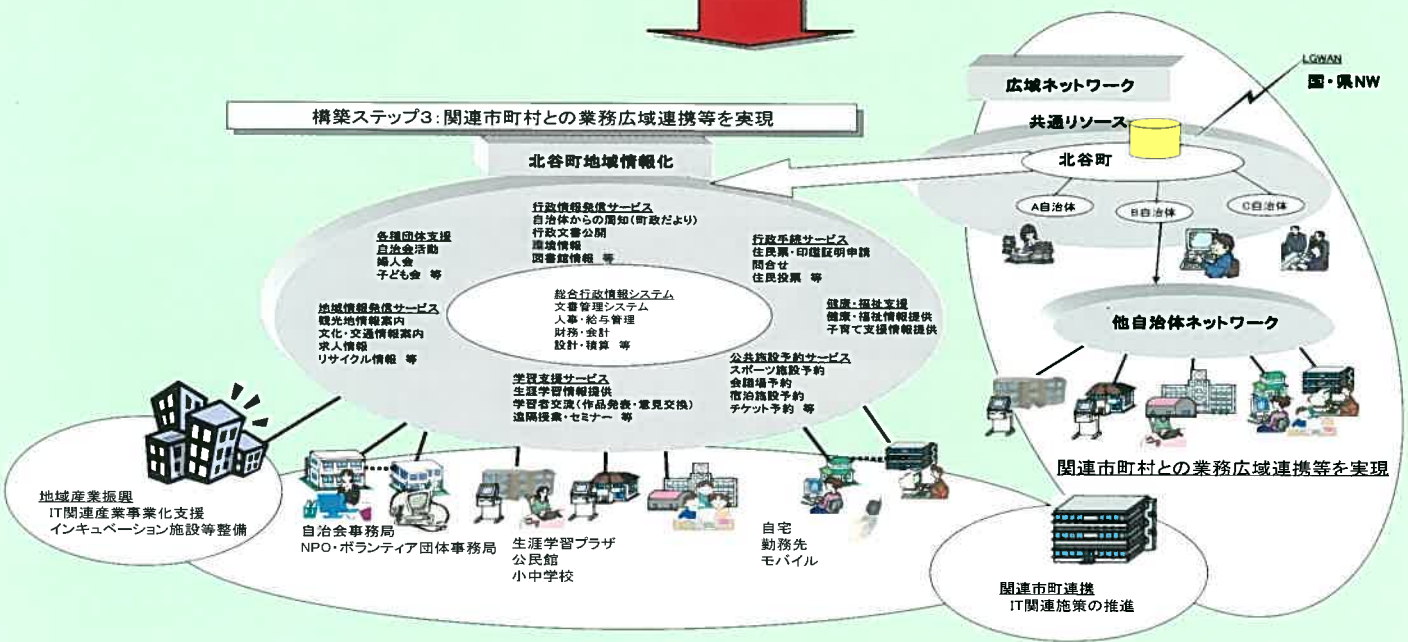 構築ステップ3:関連市町村との業務広域連携等を実現
北谷町地域情報化
行政情報発信サービス
自治体からの周知(町政だより)
行政文書公開
環境情報
図書館情報 等
各種団体支援
自治会活動
婦人会
子ども会 等
行政手続サービス
住民票・印鑑証明申請
問合せ
住民投票 等
総合行政情報システム
文書管理システム
人事・給与管理
財務・会計
設計・積算 等
地域情報発信サービス
観光地情報案内
文化・交通情報案内
求人情報
リサイクル情報 等
健康・福祉支援
健康・福祉情報提供
子育て支援情報提供
学習支援サービス
生涯学習情報提供
学習者交流(作品発表・意見交換)
遠隔授業・セミナー 等
公共施設予約サービス
スポーツ施設予約
会議場予約
宿泊施設予約
チケット予約 等
地域産業振興
IT関連産業事業化支援
インキュベーション施設等整備
自治会事務局
NPO・ボランティア団体事務局
生涯学習プラザ
公民館
小中学校
自宅
勤務先
モバイル
LGWAN
国・県NW
広域ネットワーク
共通リソース
北谷町
A自治体
B自治体
C自治体
他自治体ネットワーク
関連市町村との業務広域連携等を実現
関連市町連携
IT関連施策の推進